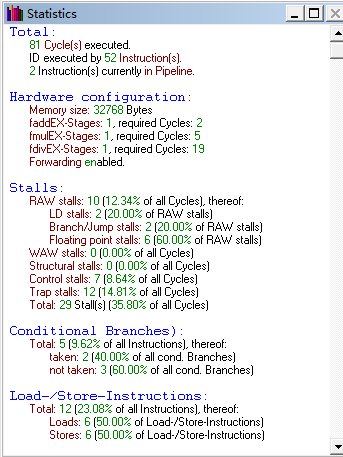 Statistics
Total:
81 Cycle(s) executed.
ID executed by 52 Instruction(s).
2 Instruction(s) currently in Pipeline.
Hardware configuration:
Memory size: 32768 Bytes
faddEX-Stages: 1, required Cycles: 2
fmulEX-Stages: 1, required Cycles: 5
fdivEX-Stages: 1, required Cycles: 19
Forwarding enabled.
Stalls:
RAW stalls: 10 (12.34% of all Cycles), thereof:
LD stalls: 2 (20.00% of RAW stalls)
Branch/Jump stalls: 2 (20.00% of RAW stalls)
Floating point stalls: 6 (60.00% of RAW stalls)
WAW stalls: 0 (0.00% of all Cycles)
Structural stalls: 0 (0.00% of all Cycles)
Control stalls: 7 (8.64% of all Cycles)
Trap stalls: 12 (14.81% of all Cycles)
Total: 29 Stall(s) (35.80% of all Cycles)
Conditional Branches):
Total: 5 (9.62% of all Instructions), thereof:
taken: 2 (40.00% of all cond. Branches)
not taken: 3 (60.00% of all cond. Branches)
Load-/Store-Instructions:
Total: 12 (23.08% of all Instructions), thereof:
Loads: 6 (50.00% of Load-/Store-Instructions)
Stores: 6 (50.00% of Load-/Store-Instructions)